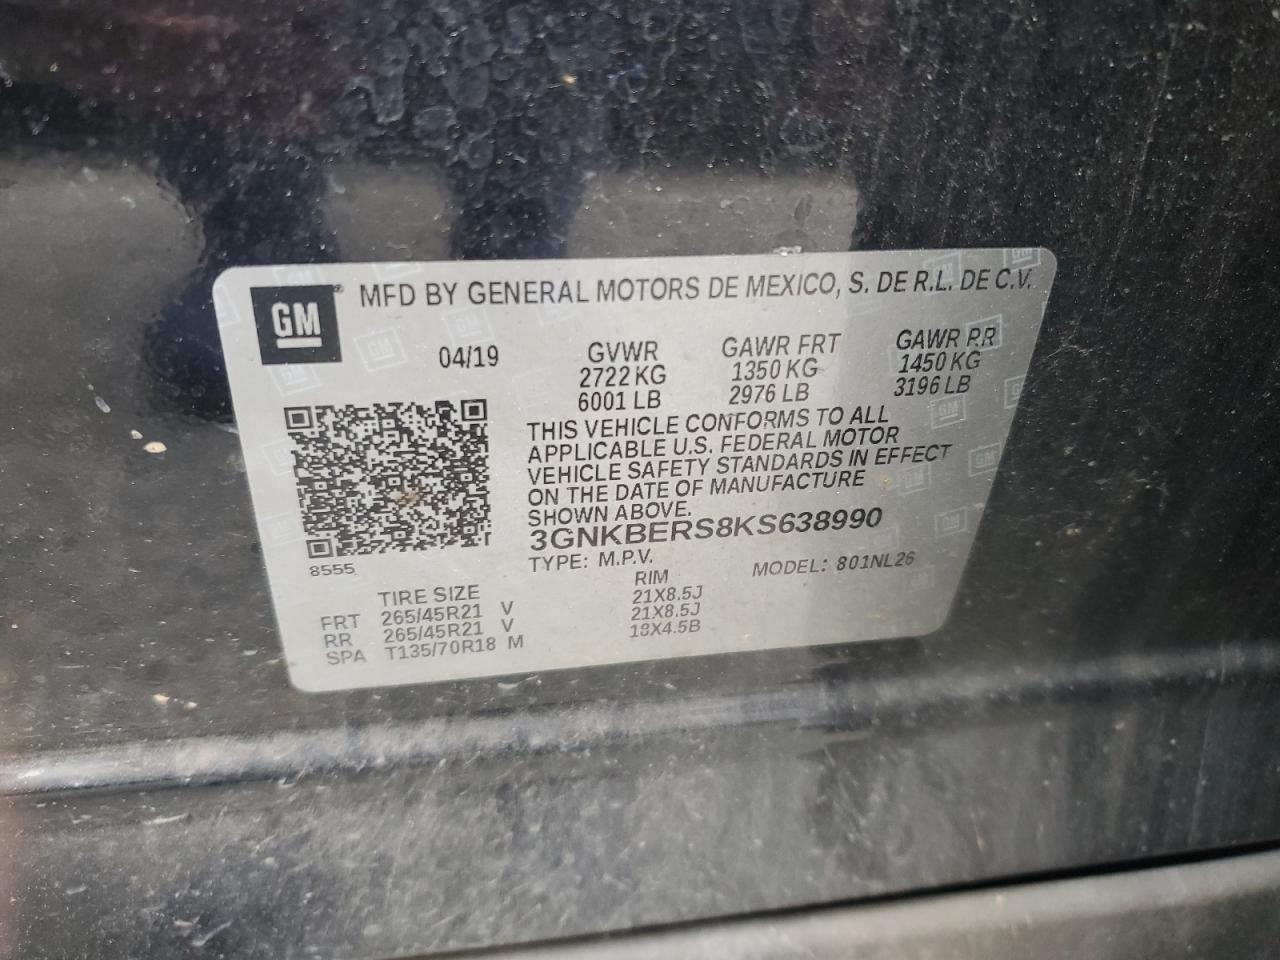 GM ® MFD BY GENERAL MOTORS DE MEXICO, S. DE R.L. DE C.V.
04/19 GVWR GAWR FRT GAWR RR
2722 KG 1350 KG 1450 KG
6001 LB 2976 LB 3196 LB
THIS VEHICLE CONFORMS TO ALL
APPLICABLE U.S. FEDERAL MOTOR
VEHICLE SAFETY STANDARDS IN EFFECT
ON THE DATE OF MANUFACTURE
SHOWN ABOVE.
3GNKBERS8KS638990
8555 TYPE: M.P.V. MODEL: 801NL26
TIRE SIZE RIM
FRT 265/45R21 V 21X8.5J
RR 265/45R21 V 21X8.5J
SPA T135/70R18 M 18X4.5B